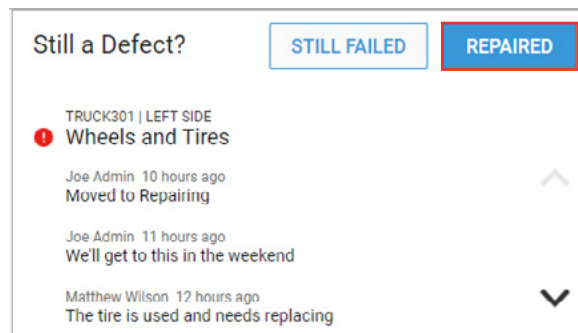 Still a Defect?
STILL FAILED
REPAIRED
TRUCK301 | LEFT SIDE
Wheels and Tires
Joe Admin 10 hours ago
Moved to Repairing
Joe Admin 11 hours ago
We'll get to this in the weekend
Matthew Wilson 12 hours ago
The tire is used and needs replacing